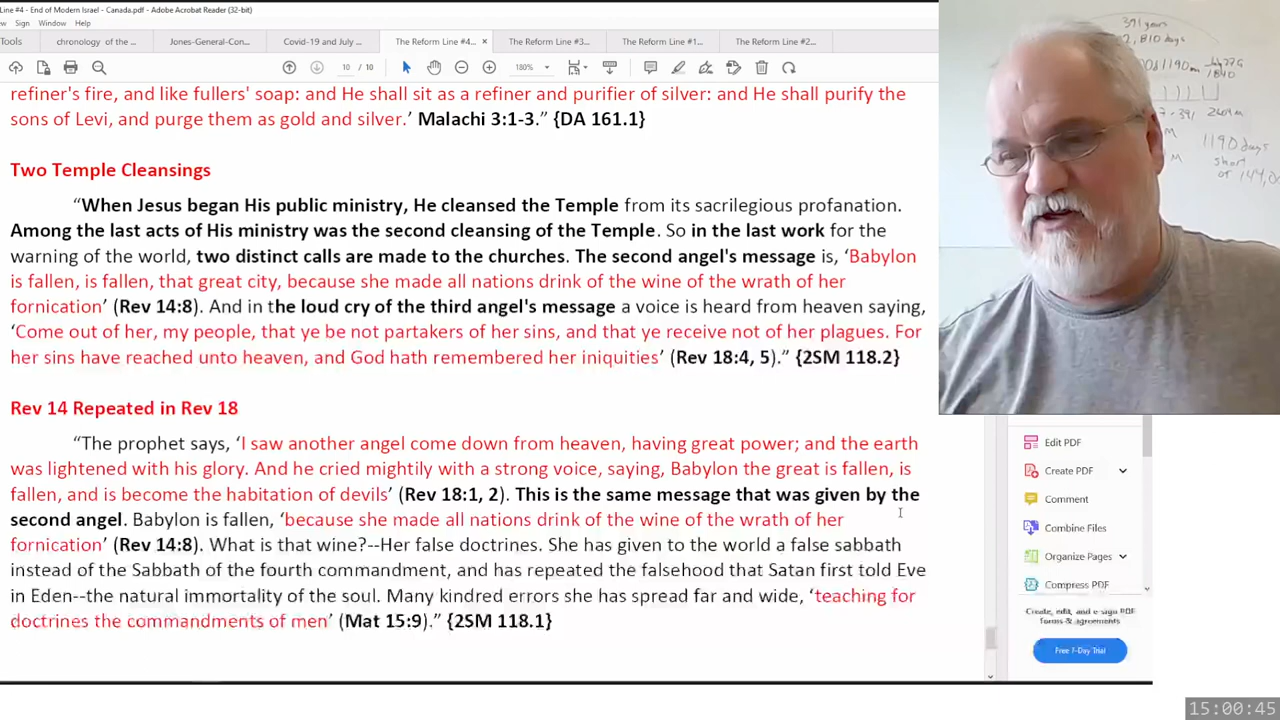 Line #4 - End of Modern Israel - Canada.pdf - Adobe Acrobat Reader (32-bit)
Sign Window Help
Tools chronology of the ... Jones-General-Con... Covid-19 and July ... The Reform Line #4... × The Reform Line #3... The Reform Line #1... The Reform Line #2...
10 / 10 180%
refiner's fire, and like fullers' soap: and He shall sit as a refiner and purifier of silver: and He shall purify the
sons of Levi, and purge them as gold and silver.’ Malachi 3:1-3.” {DA 161.1}
Two Temple Cleansings
“When Jesus began His public ministry, He cleansed the Temple from its sacrilegious profanation.
Among the last acts of His ministry was the second cleansing of the Temple. So in the last work for the
warning of the world, two distinct calls are made to the churches. The second angel's message is, ‘Babylon
is fallen, is fallen, that great city, because she made all nations drink of the wine of the wrath of her
fornication’ (Rev 14:8). And in the loud cry of the third angel's message a voice is heard from heaven saying,
‘Come out of her, my people, that ye be not partakers of her sins, and that ye receive not of her plagues. For
her sins have reached unto heaven, and God hath remembered her iniquities’ (Rev 18:4, 5).” {2SM 118.2}
Rev 14 Repeated in Rev 18
“The prophet says, ‘I saw another angel come down from heaven, having great power; and the earth
was lightened with his glory. And he cried mightily with a strong voice, saying, Babylon the great is fallen, is
fallen, and is become the habitation of devils’ (Rev 18:1, 2). This is the same message that was given by the
second angel. Babylon is fallen, ‘because she made all nations drink of the wine of the wrath of her
fornication’ (Rev 14:8). What is that wine?--Her false doctrines. She has given to the world a false sabbath
instead of the Sabbath of the fourth commandment, and has repeated the falsehood that Satan first told Eve
in Eden--the natural immortality of the soul. Many kindred errors she has spread far and wide, ‘teaching for
doctrines the commandments of men’ (Mat 15:9).” {2SM 118.1}
391 years
1840
1190 days
short
Edit PDF
Create PDF
Comment
Combine Files
Organize Pages
Compress PDF
Create, edit, and e-sign PDF
forms & agreements
Free 7-Day Trial
15:00:45